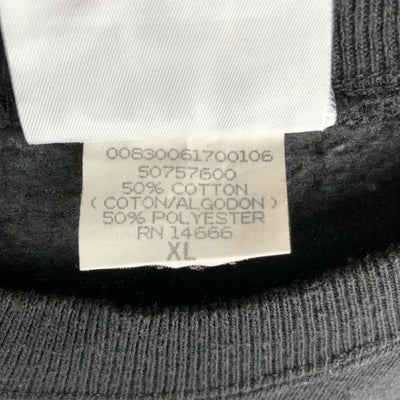 00830061700106
50757600
50% COTTON
( COTON/ALGODON )
50% POLYESTER
RN 14666
XL